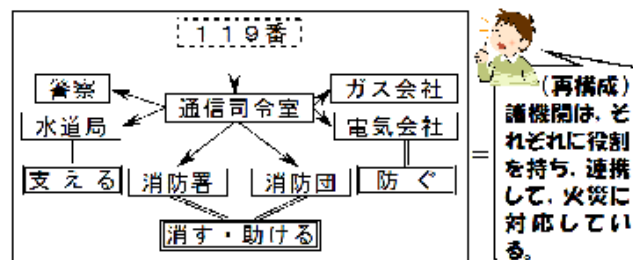 119番
警察
ガス会社
通信司令室
水道局
電気会社
支える
消防署
消防団
防ぐ
消す・助ける
=
(再構成)
諸機関は、そ
れぞれに役割
を持ち、連携
して、火災に
対応してい
る。